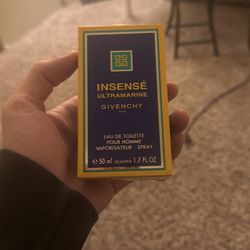 INSENSÉ
ULTRAMARINE
GIVENCHY
EAU DE TOILETTE
POUR HOMME
VAPORISATEUR - SPRAY
℮ 50 ml 1.7 FL.OZ